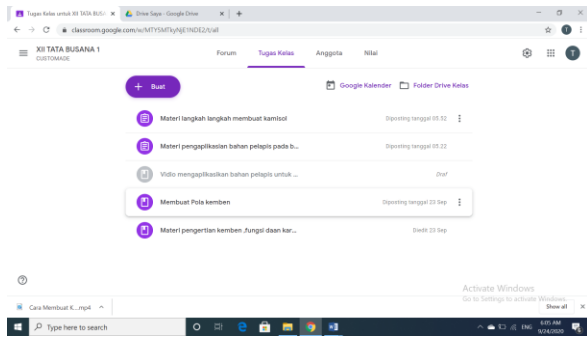 Tugas Kelas untuk XII TATA BUSA
Drive Saya - Google Drive
classroom.google.com/w/MTY5MTkyNjE1NDE2/t/all
XII TATA BUSANA 1
CUSTOMADE
Forum Tugas Kelas Anggota Nilai
T
Buat
Google Kalender Folder Drive Kelas
Materi langkah langkah membuat kamisol Diposting tanggal 05.52
Materi pengaplikasian bahan pelapis pada b... Diposting tanggal 05.22
Vidio mengaplikasikan bahan pelapis untuk ... Draf
Membuat Pola kemben Diposting tanggal 23 Sep
Materi pengertian kemben ,fungsi daan kar... Diedit 23 Sep
Activate Windows
Go to Settings to activate Windows.
Cara Membuat K....mp4 Show all
Type here to search
ENG
6:05 AM
9/24/2020